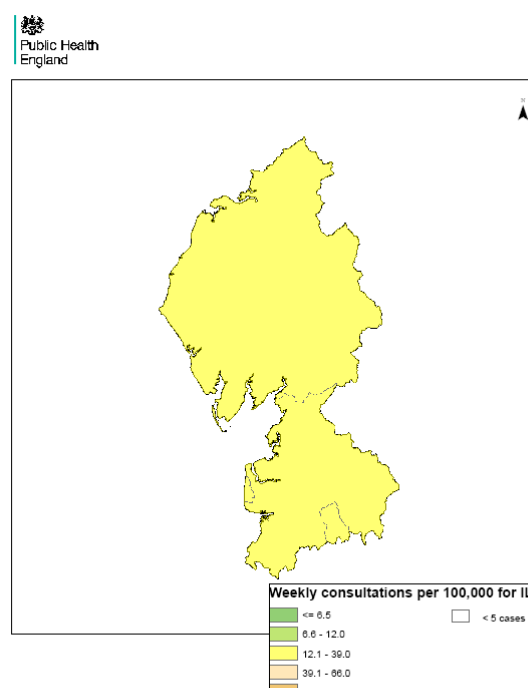 Public Health
England
N
Weekly consultations per 100,000 for IL
<= 6.5
< 5 cases
6.6 - 12.0
12.1 - 39.0
39.1 - 66.0